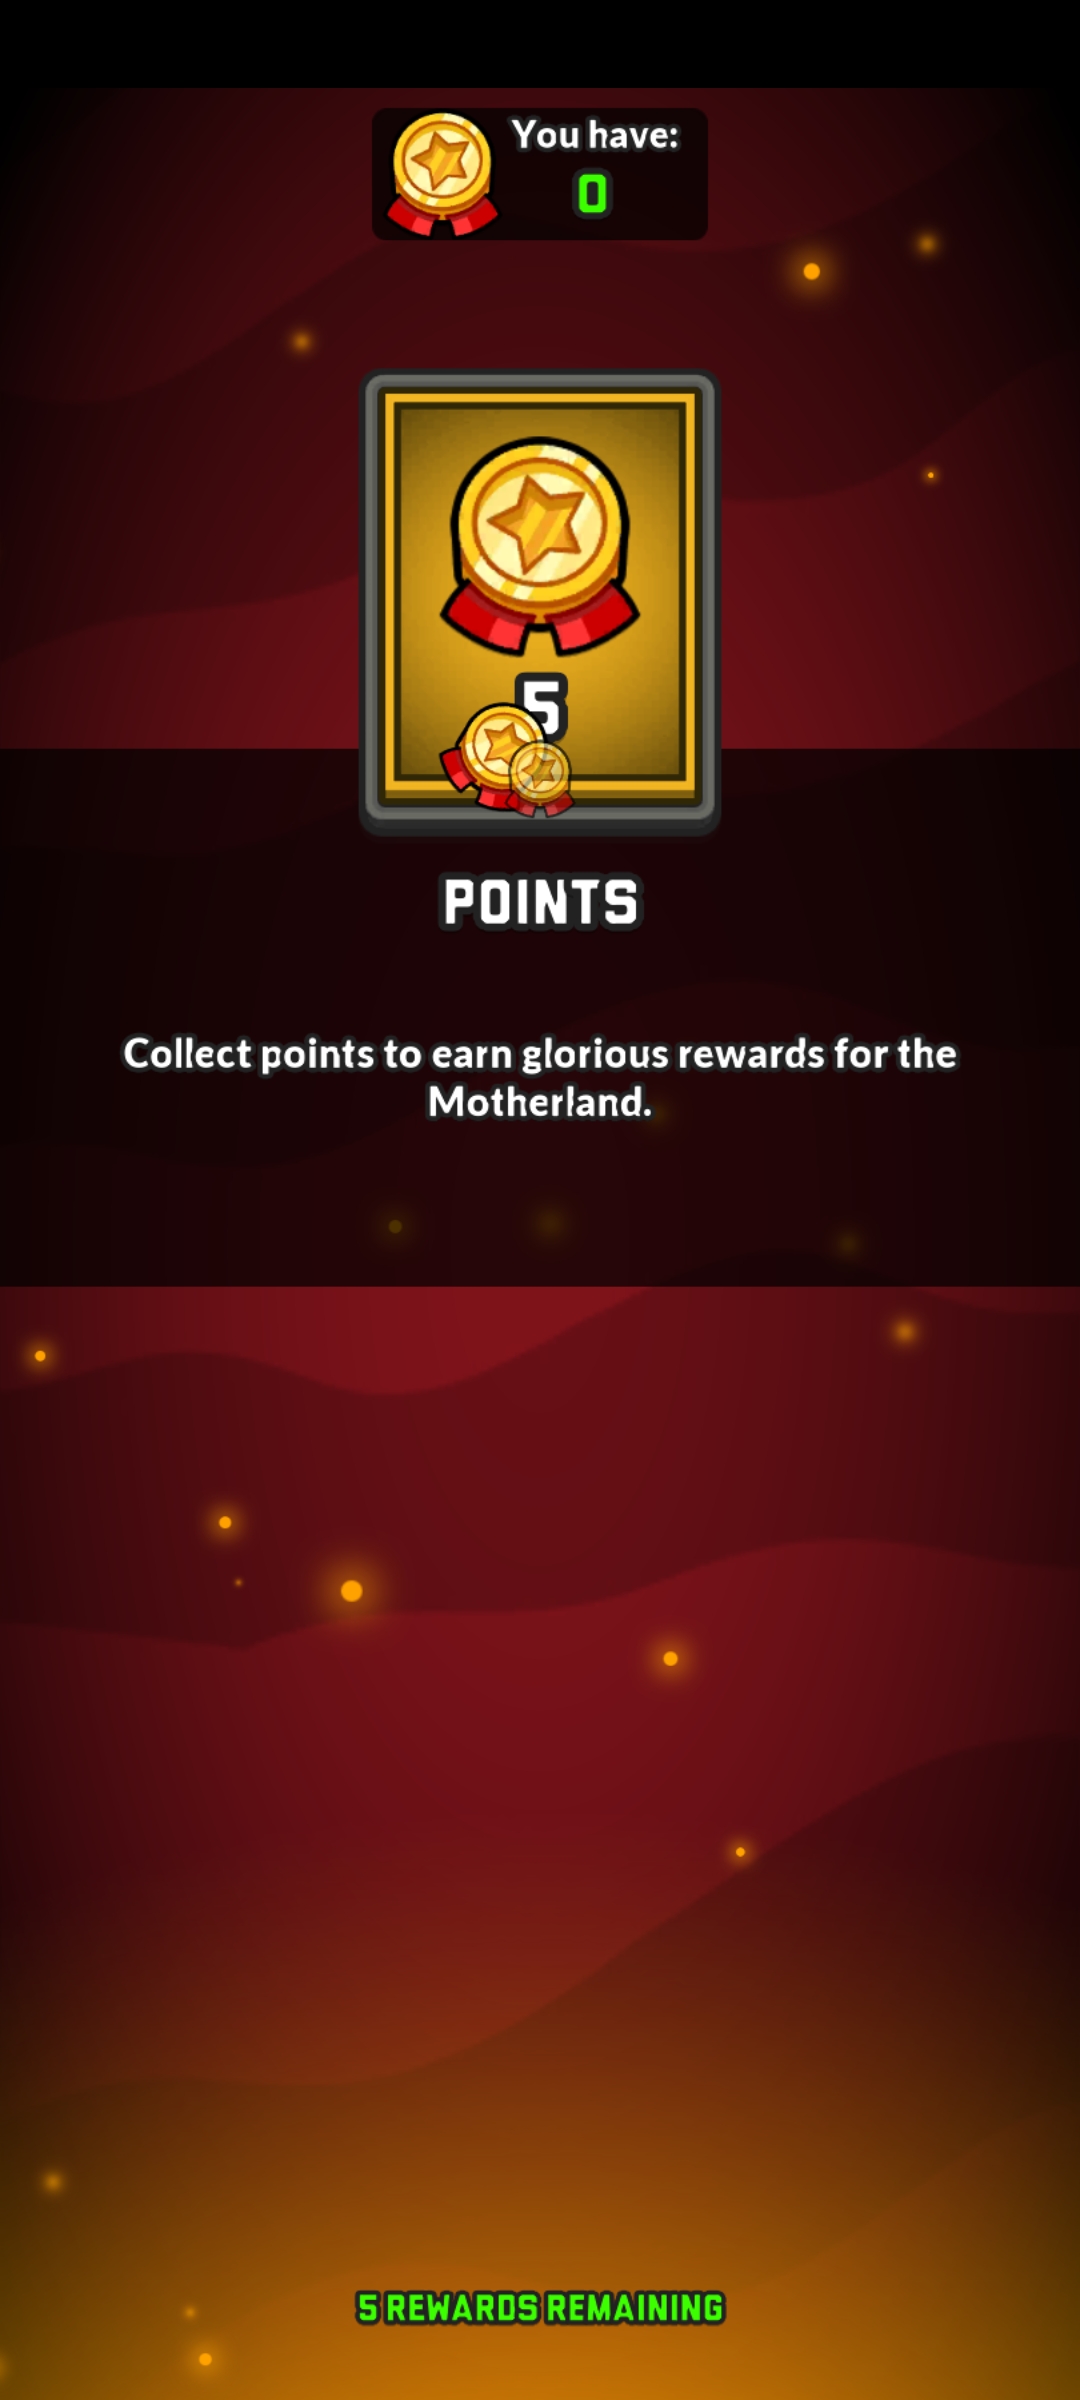 You have:
0
5
POINTS
Collect points to earn glorious rewards for the
Motherland.
5 REWARDS REMAINING